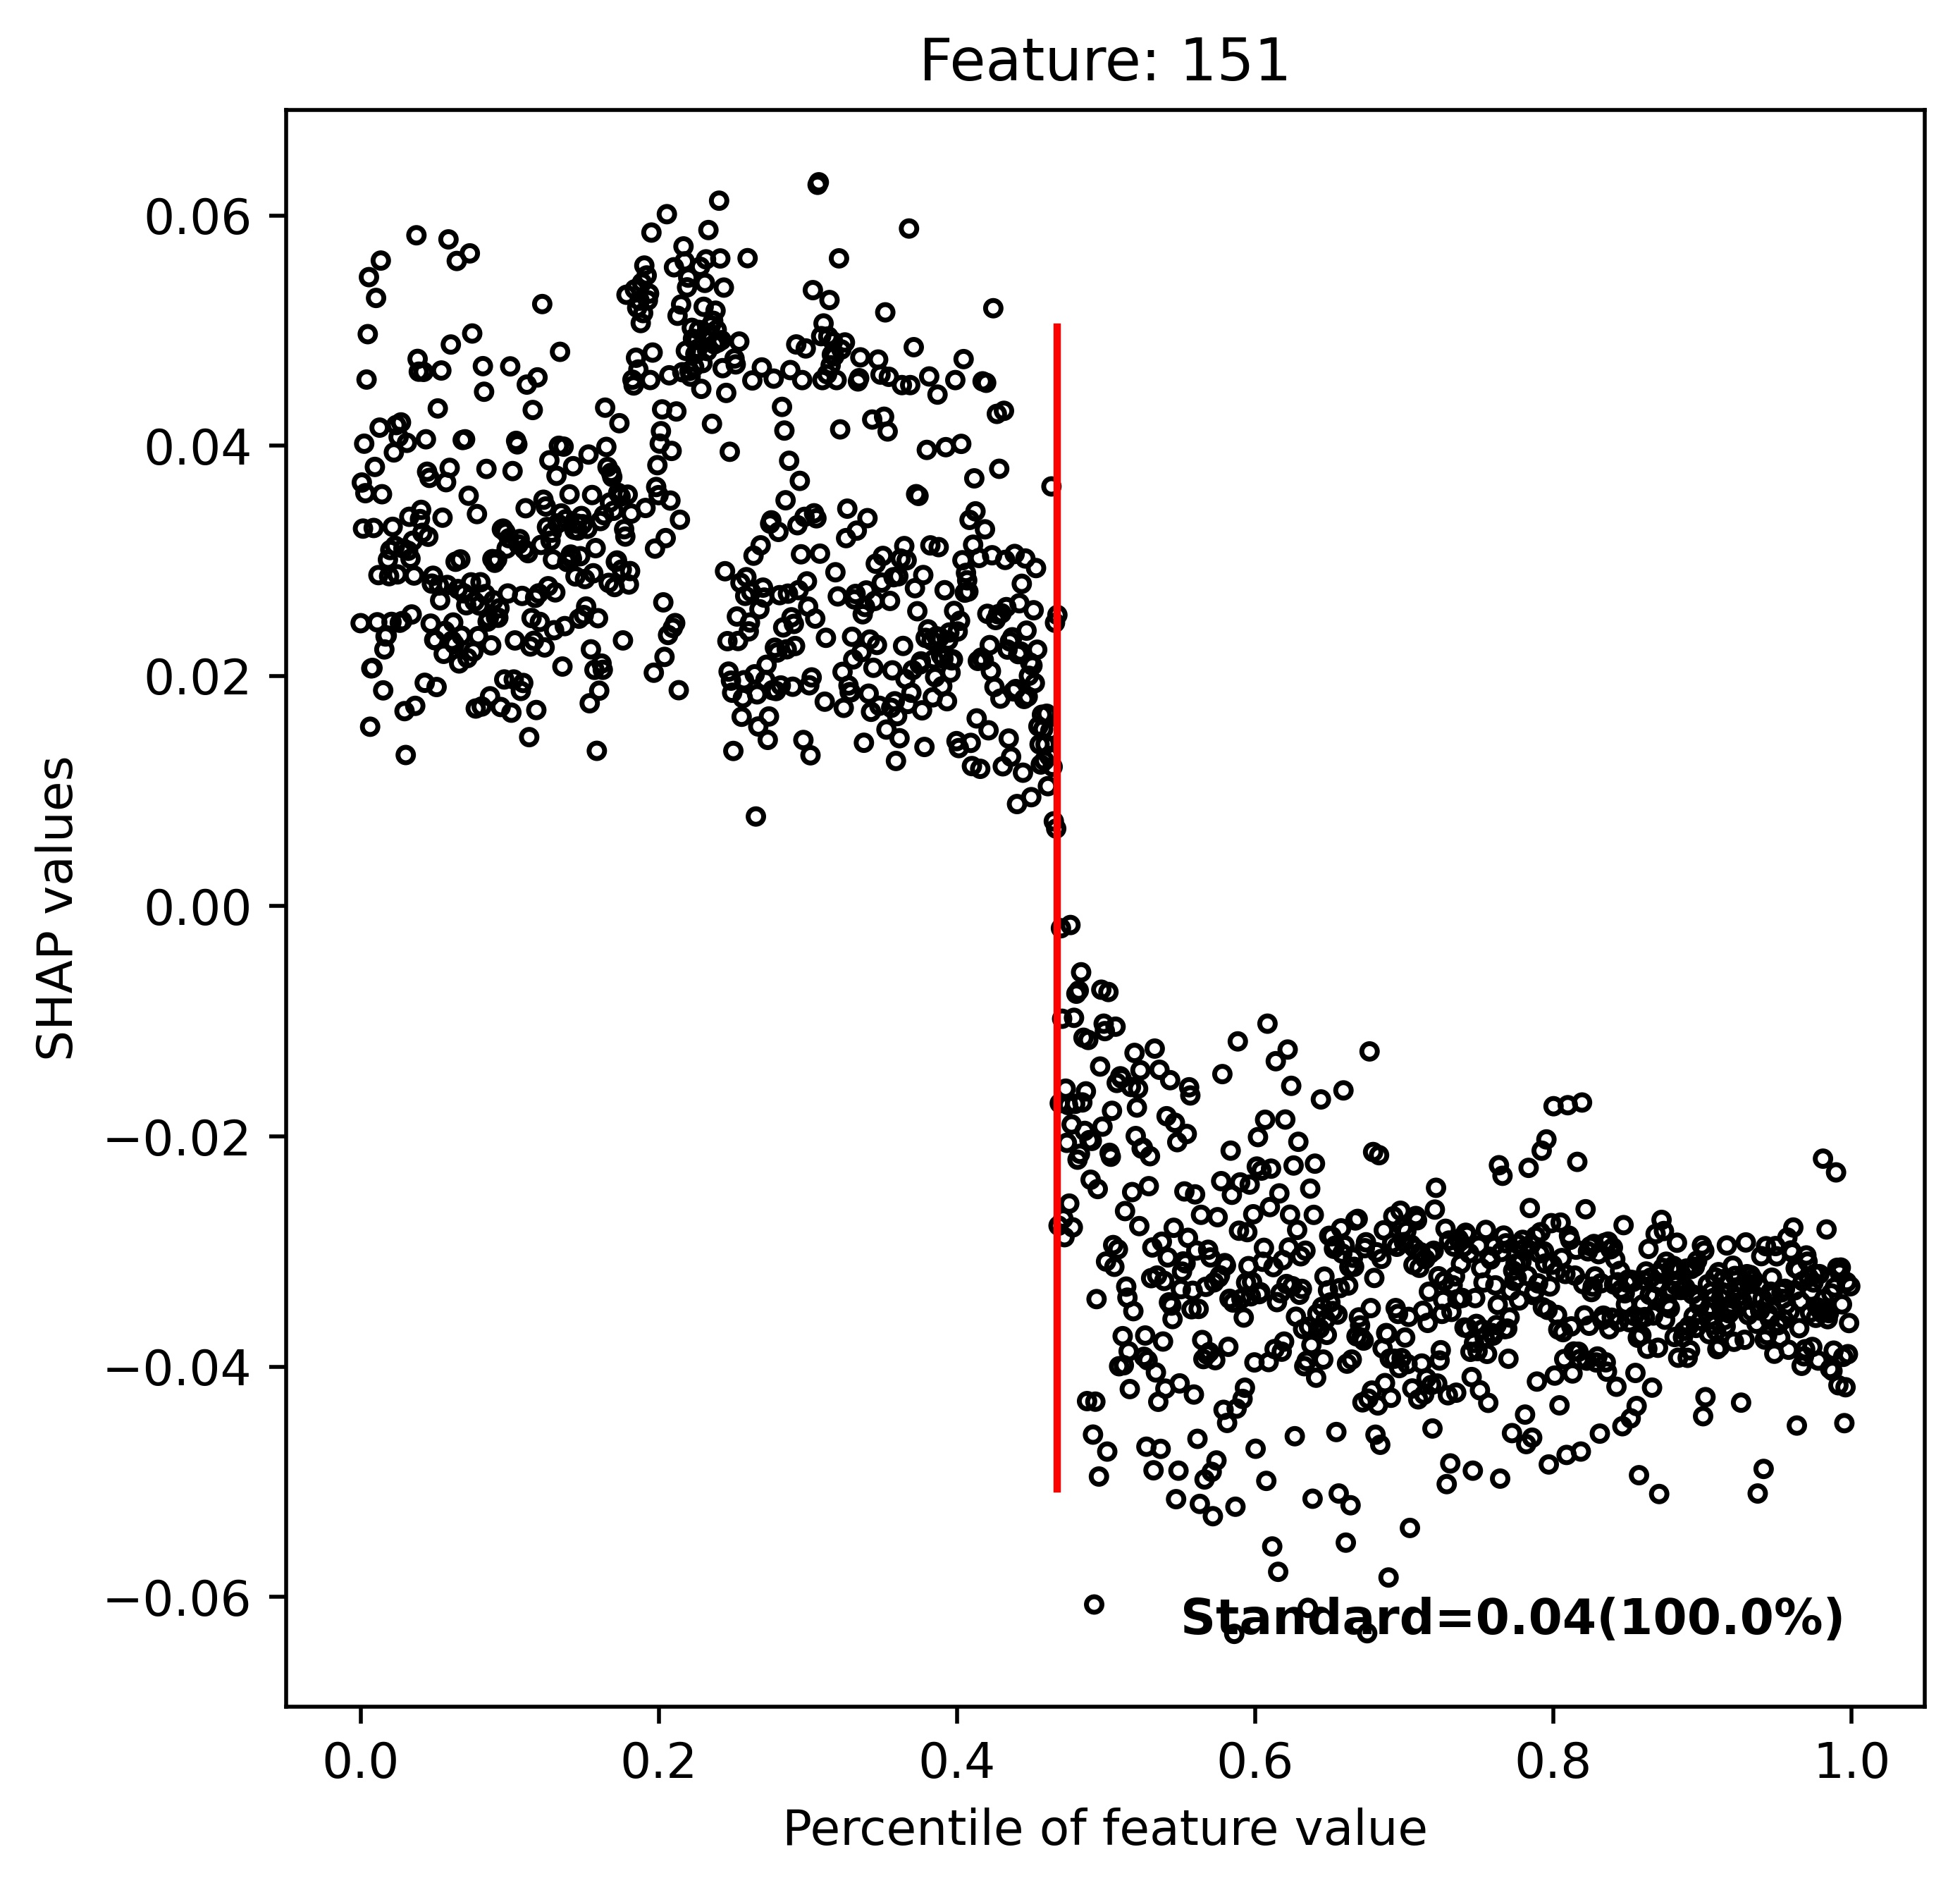 Feature: 151
SHAP values
0.06
0.04
0.02
0.00
−0.02
−0.04
−0.06
Standard=0.04(100.0%)
0.0 0.2 0.4 0.6 0.8 1.0
Percentile of feature value